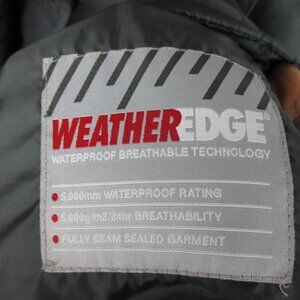 WEATHEREDGE®
WATERPROOF BREATHABLE TECHNOLOGY
5,000mm WATERPROOF RATING
5,000g/m2/24hr BREATHABILITY
FULLY SEAM SEALED GARMENT